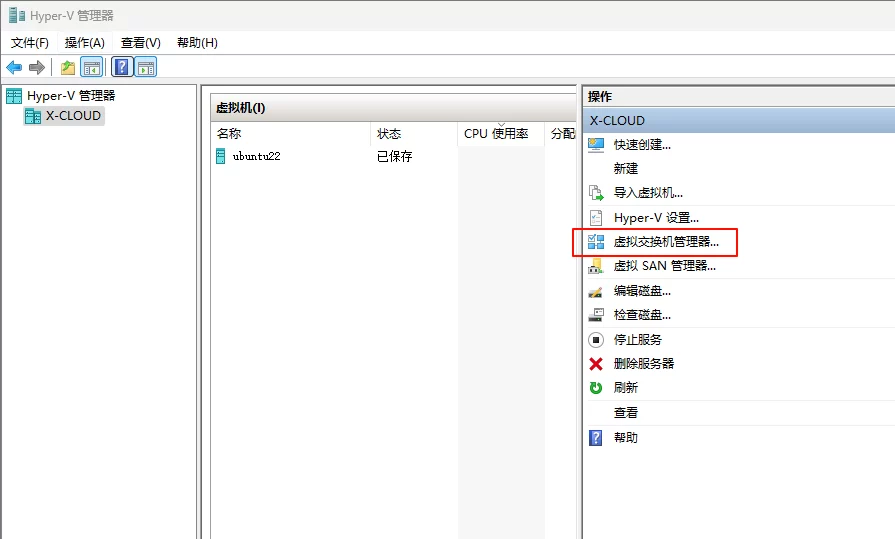 Hyper-V 管理器
文件(F) 操作(A) 查看(V) 帮助(H)
Hyper-V 管理器
X-CLOUD
虚拟机(I)
名称 状态 CPU 使用率 分配
ubuntu22 已保存
操作
X-CLOUD
快速创建...
新建
导入虚拟机...
Hyper-V 设置...
虚拟交换机管理器...
虚拟 SAN 管理器...
编辑磁盘...
检查磁盘...
停止服务
删除服务器
刷新
查看
帮助